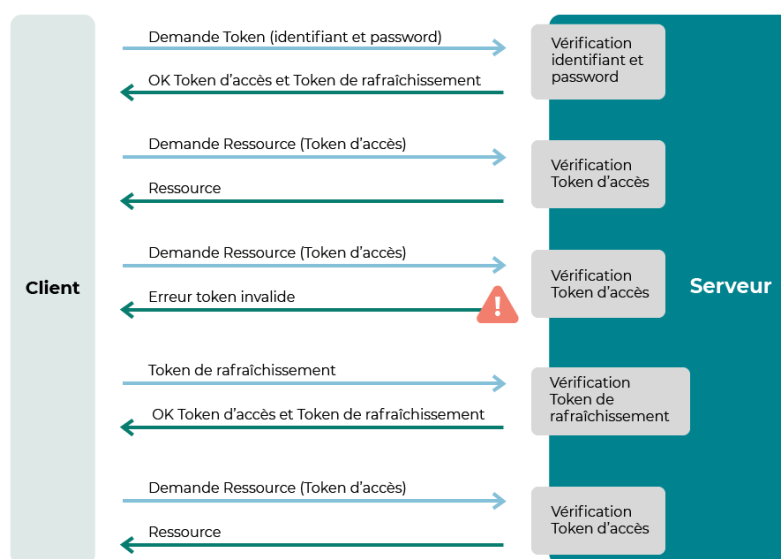 Demande Token (identifiant et password)
Vérification
identifiant et
password
OK Token d'accès et Token de rafraîchissement
Demande Ressource (Token d'accès)
Vérification
Token d'accès
Ressource
Demande Ressource (Token d'accès)
Vérification
Token d'accès
Client
Erreur token invalide
!
Serveur
Token de rafraîchissement
Vérification
Token de
rafraîchissement
OK Token d'accès et Token de rafraîchissement
Demande Ressource (Token d'accès)
Vérification
Token d'accès
Ressource